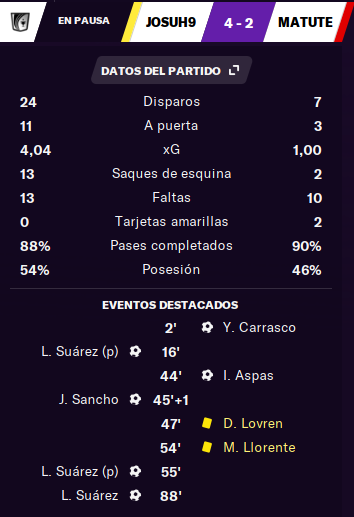 EN PAUSA JOSUH9 4 - 2 MATUTE
DATOS DEL PARTIDO
24 Disparos 7
11 A puerta 3
4,04 xG 1,00
13 Saques de esquina 2
13 Faltas 10
0 Tarjetas amarillas 2
88% Pases completados 90%
54% Posesión 46%
EVENTOS DESTACADOS
2' Y. Carrasco
L. Suárez (p) 16'
44' I. Aspas
J. Sancho 45'+1
47' D. Lovren
54' M. Llorente
L. Suárez (p) 55'
L. Suárez 88'